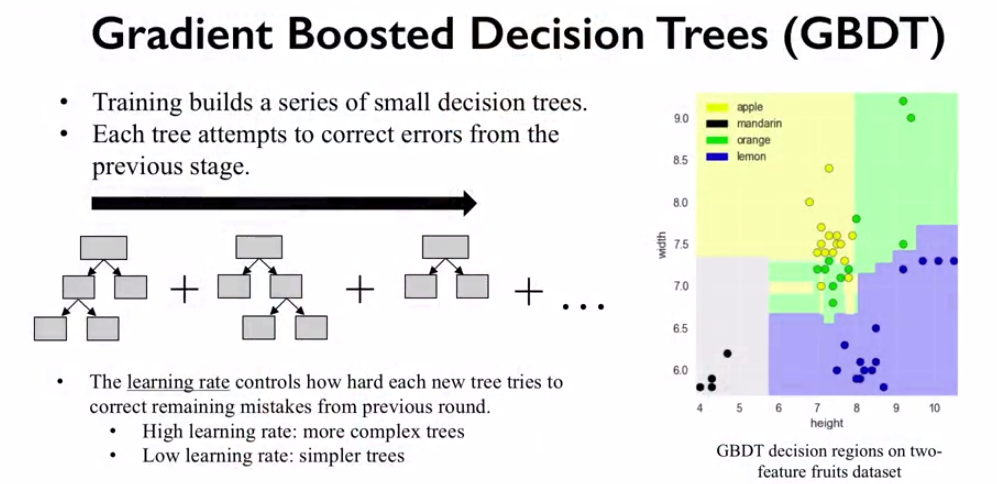 Gradient Boosted Decision Trees (GBDT)
• Training builds a series of small decision trees.
• Each tree attempts to correct errors from the
previous stage.
+ + + ...
• The learning rate controls how hard each new tree tries to
correct remaining mistakes from previous round.
• High learning rate: more complex trees
• Low learning rate: simpler trees
apple
mandarin
orange
lemon
9.0
8.5
8.0
7.5
7.0
6.5
6.0
width
4 5 6 7 8 9 10
height
GBDT decision regions on two-
feature fruits dataset